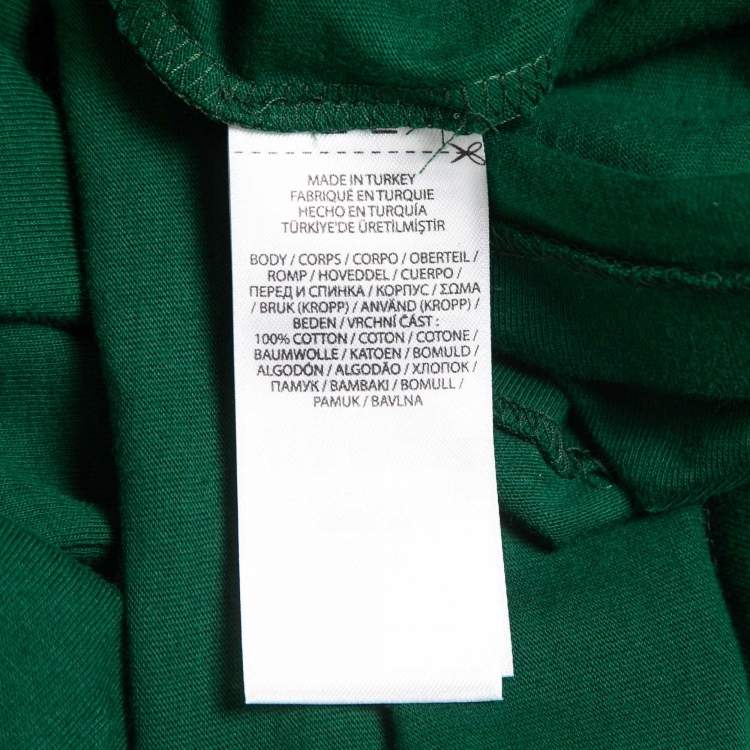 MADE IN TURKEY
FABRIQUÉ EN TURQUIE
HECHO EN TURQUÍA
TÜRKİYE'DE ÜRETİLMİŞTİR
BODY / CORPS / CORPO / OBERTEIL /
ROMP / HOVEDDEL / CUERPO /
ПЕРЕД И СПИНКА / КОРПУС / ΣΩΜΑ
/ BRUK (KROPP) / ANVÄND (KROPP) /
BEDEN / VRCHNÍ ČÁST :
100% COTTON / COTON / COTONE /
BAUMWOLLE / KATOEN / BOMULD /
ALGODÓN / ALGODÃO / ХЛОПОК /
ПАМУК / ΒΑΜΒΑΚΙ / BOMULL /
PAMUK / BAVLNA